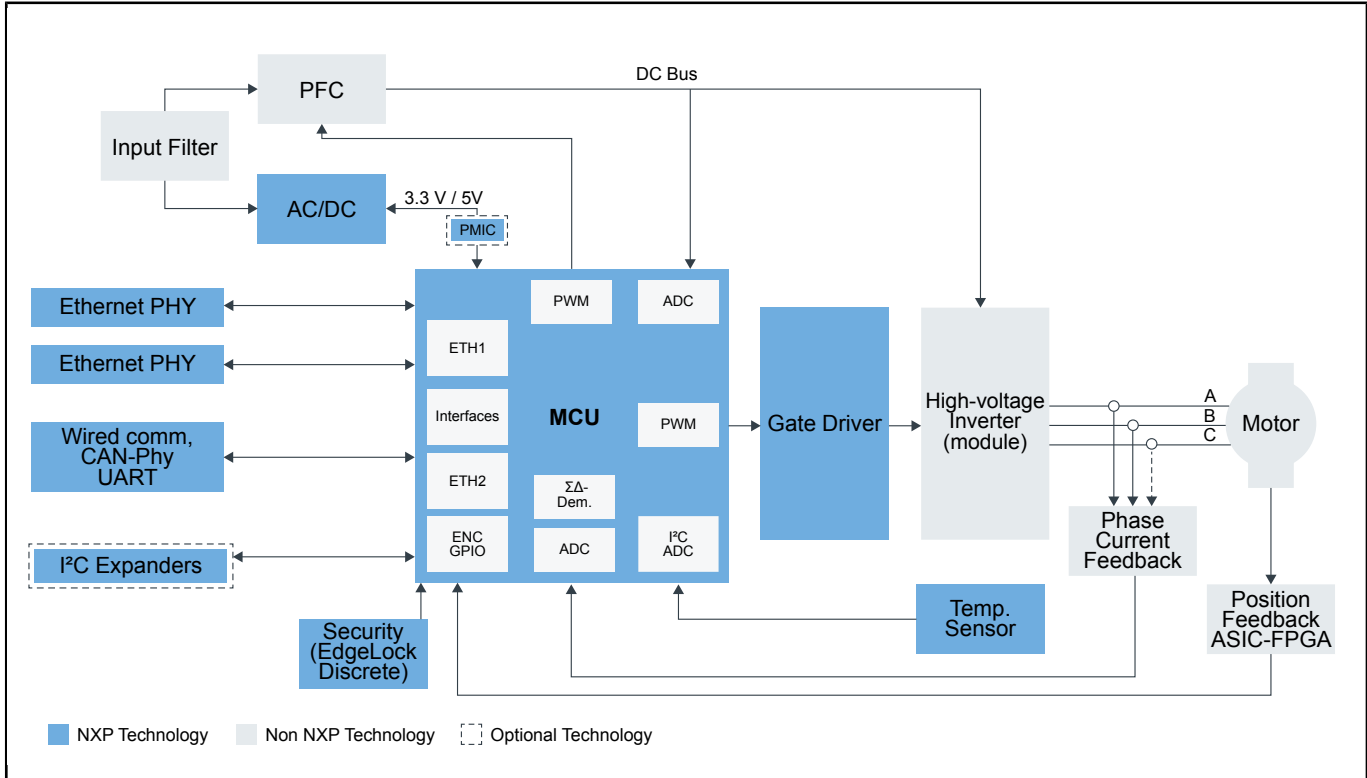 DC Bus
PFC
Input Filter
AC/DC
3.3 V / 5V
PMIC
Ethernet PHY
Ethernet PHY
Wired comm,
CAN-Phy
UART
I²C Expanders
Security
(EdgeLock
Discrete)
PWM
ADC
ETH1
Interfaces
MCU
PWM
ETH2
ΣΔ-
Dem.
ENC
GPIO
ADC
I²C
ADC
Gate Driver
High-voltage
Inverter
(module)
A
B
C
Motor
Phase
Current
Feedback
Temp.
Sensor
Position
Feedback
ASIC-FPGA
NXP Technology
Non NXP Technology
Optional Technology